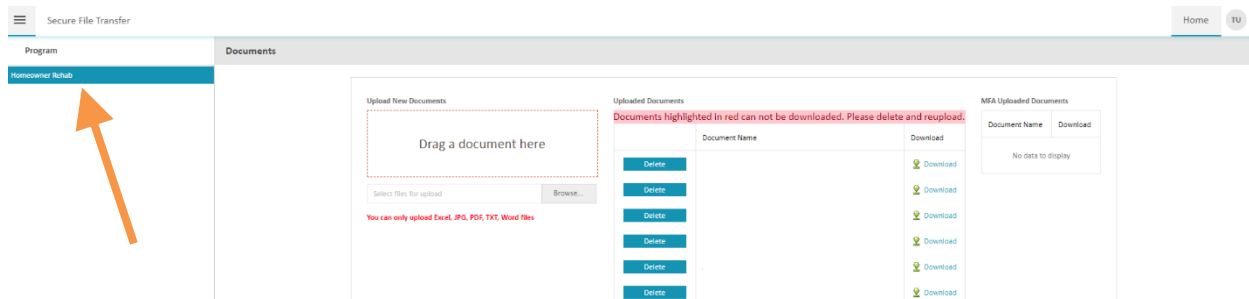 Secure File Transfer
Home
TU
Program
Homeowner Rehab
Documents
Upload New Documents
Drag a document here
Select files for upload
Browse...
You can only upload Excel, JPG, PDF, TXT, Word files
Uploaded Documents
Documents highlighted in red can not be downloaded. Please delete and reupload.
Document Name Download
Delete Download
Delete Download
Delete Download
Delete Download
Delete Download
Delete Download
MFA Uploaded Documents
Document Name Download
No data to display